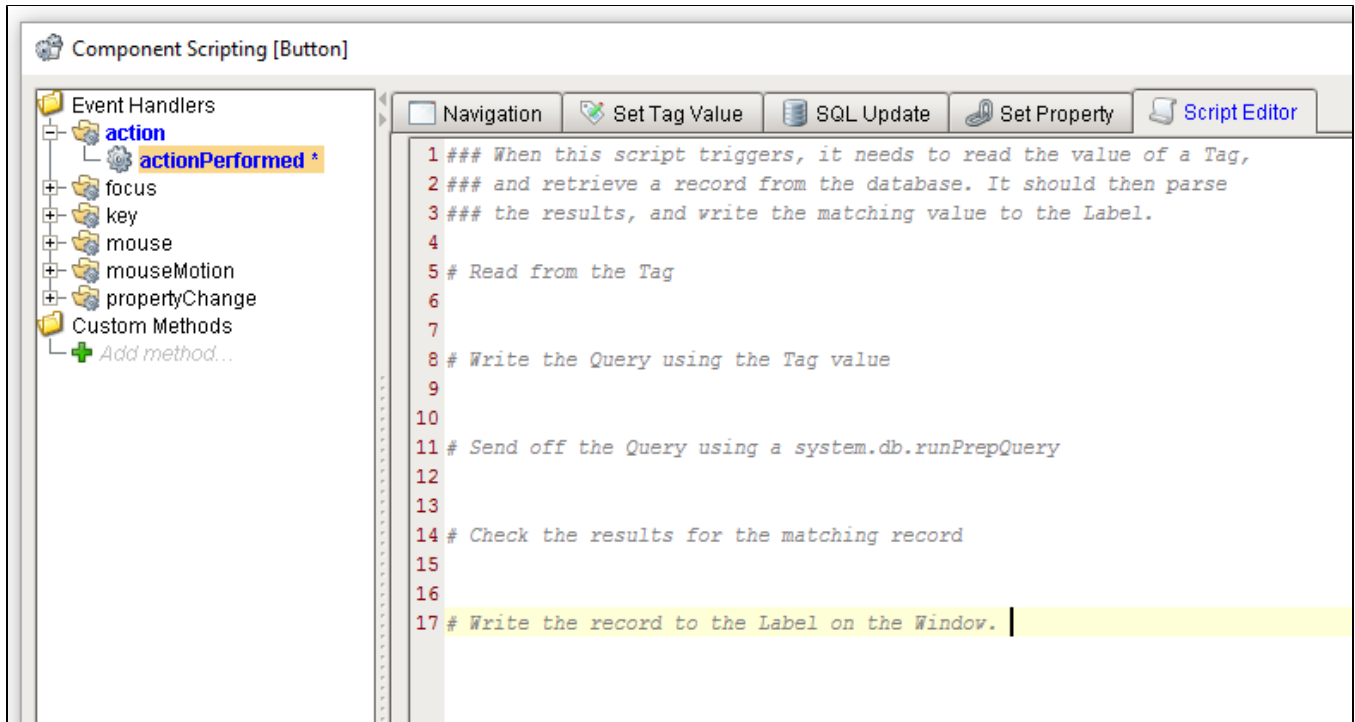 Component Scripting [Button]
Event Handlers
action
actionPerformed *
focus
key
mouse
mouseMotion
propertyChange
Custom Methods
Add method...
Navigation
Set Tag Value
SQL Update
Set Property
Script Editor
1 ### When this script triggers, it needs to read the value of a Tag,
2 ### and retrieve a record from the database. It should then parse
3 ### the results, and write the matching value to the Label.
4
5 # Read from the Tag
6
7
8 # Write the Query using the Tag value
9
10
11 # Send off the Query using a system.db.runPrepQuery
12
13
14 # Check the results for the matching record
15
16
17 # Write the record to the Label on the Window.